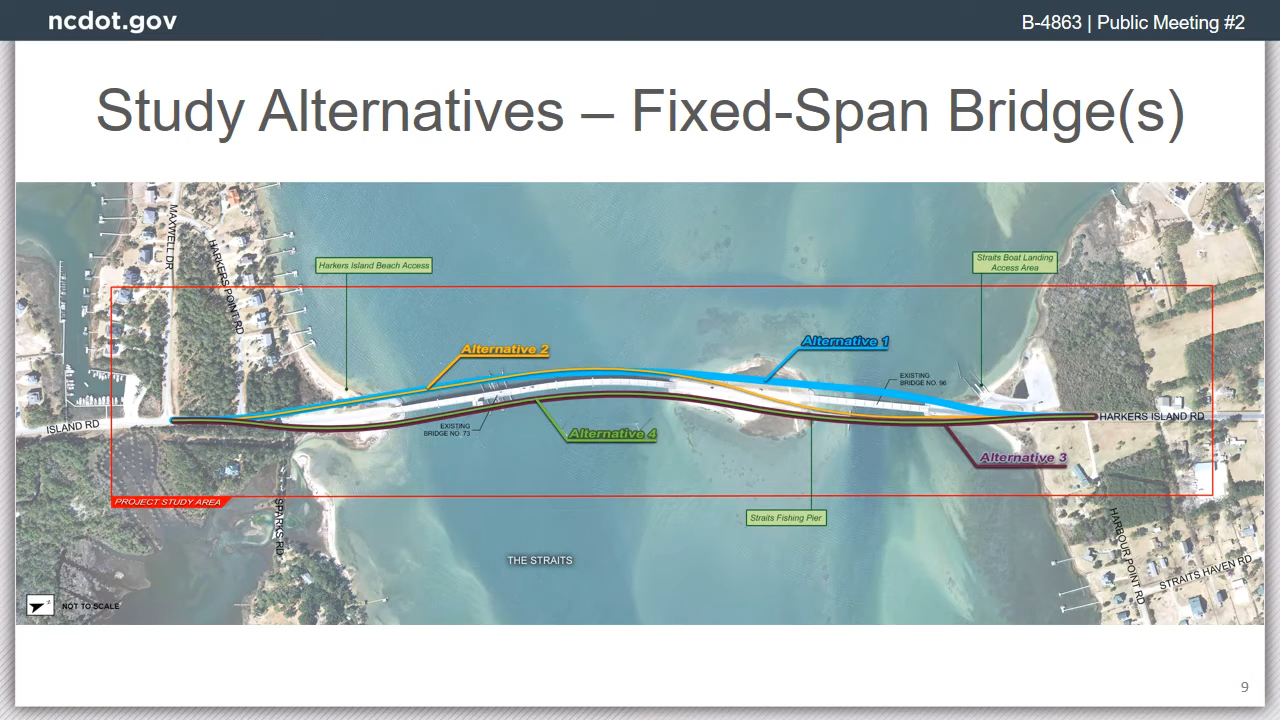 ncdot.gov
B-4863 | Public Meeting #2
Study Alternatives – Fixed-Span Bridge(s)
MAXWELL DR
HARKERS POINT RD
Harkers Island Beach Access
Straits Boat Landing
Access Area
Alternative 2
Alternative 1
EXISTING
BRIDGE NO. 96
ISLAND RD
EXISTING
BRIDGE NO. 73
Alternative 4
HARKERS ISLAND RD
Alternative 3
PROJECT STUDY AREA
SPARKS RD
Straits Fishing Pier
HARBOUR POINT RD
STRAITS HAVEN RD
THE STRAITS
NOT TO SCALE
9